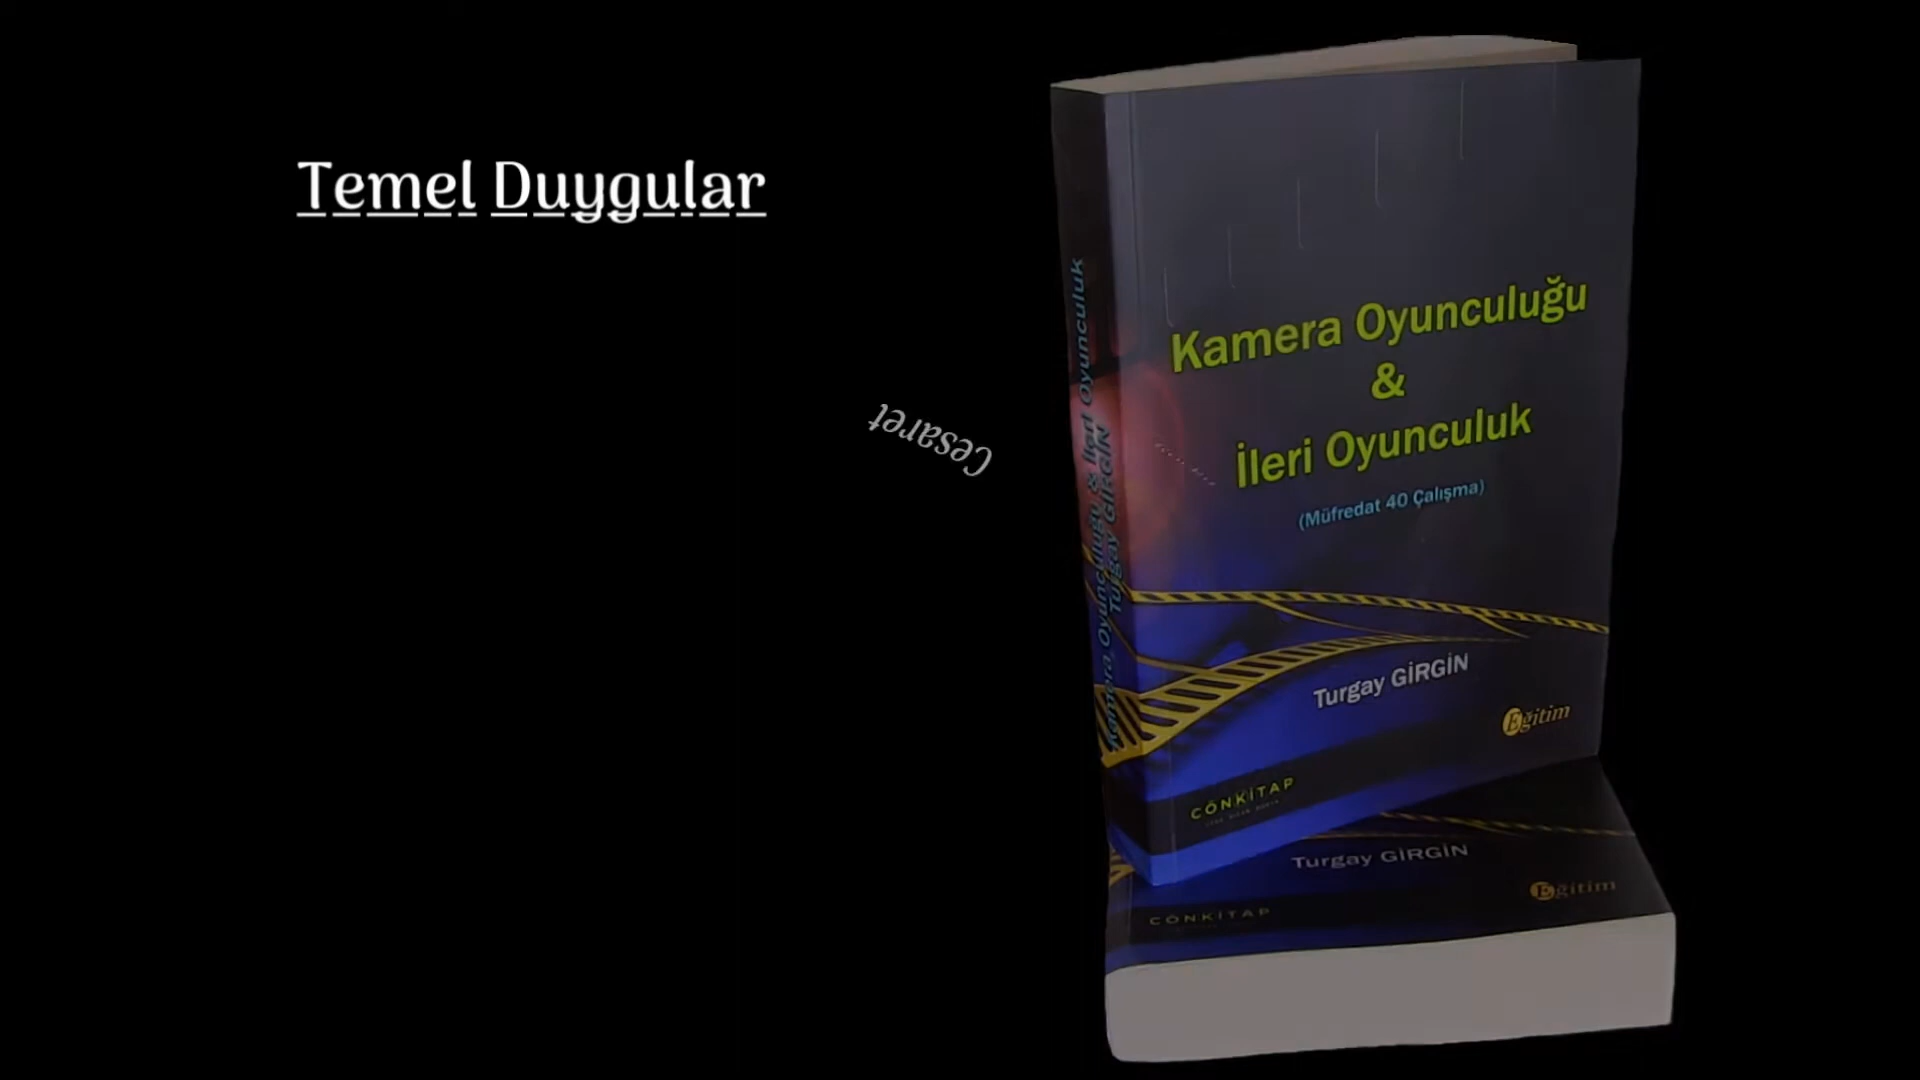 Temel Duygular
Cesaret
Kamera Oyunculuğu & İleri Oyunculuk
Turgay GİRGİN
Kamera Oyunculuğu
&
İleri Oyunculuk
(Müfredat 40 Çalışma)
Turgay GİRGİN
Eğitim
CÖNKİTAP
Turgay GİRGİN
Eğitim
CÖNKİTAP